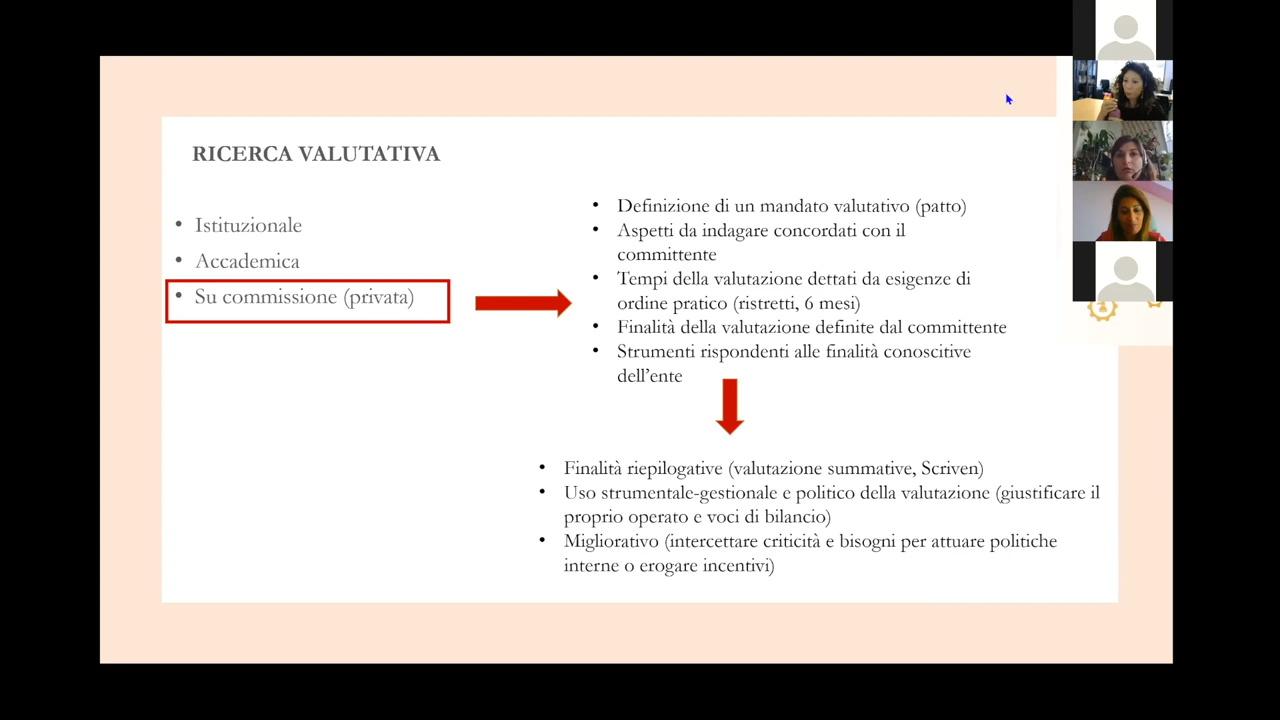 RICERCA VALUTATIVA
• Istituzionale
• Accademica
• Su commissione (privata)
• Definizione di un mandato valutativo (patto)
• Aspetti da indagare concordati con il
committente
• Tempi della valutazione dettati da esigenze di
ordine pratico (ristretti, 6 mesi)
• Finalità della valutazione definite dal committente
• Strumenti rispondenti alle finalità conoscitive
dell’ente
• Finalità riepilogative (valutazione summative, Scriven)
• Uso strumentale-gestionale e politico della valutazione (giustificare il
proprio operato e voci di bilancio)
• Migliorativo (intercettare criticità e bisogni per attuare politiche
interne o erogare incentivi)